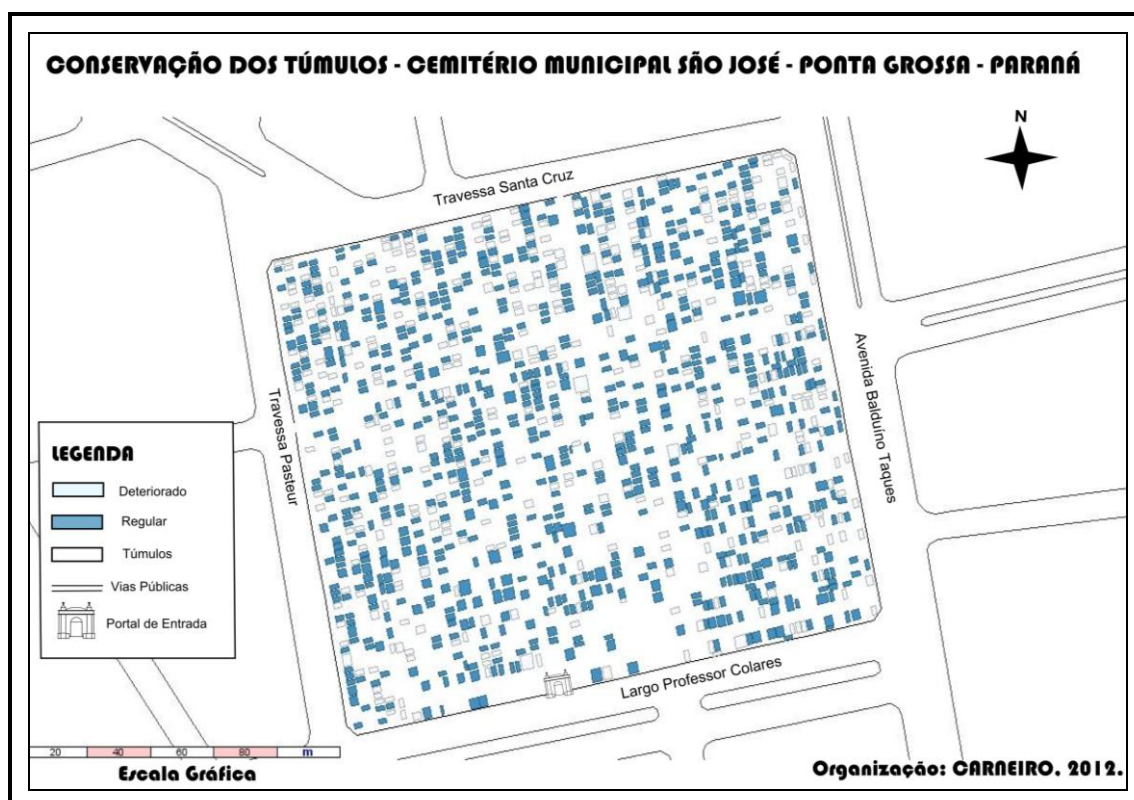 CONSERVAÇÃO DOS TÚMULOS - CEMITÉRIO MUNICIPAL SÃO JOSÉ - PONTA GROSSA - PARANÁ
N
Travessa Santa Cruz
Travessa Pasteur
Avenida Balduíno Taques
LEGENDA
Deteriorado
Regular
Túmulos
Vias Públicas
Portal de Entrada
Largo Professor Colares
20 40 60 80 m
Escala Gráfica
Organização: CARNEIRO. 2012.